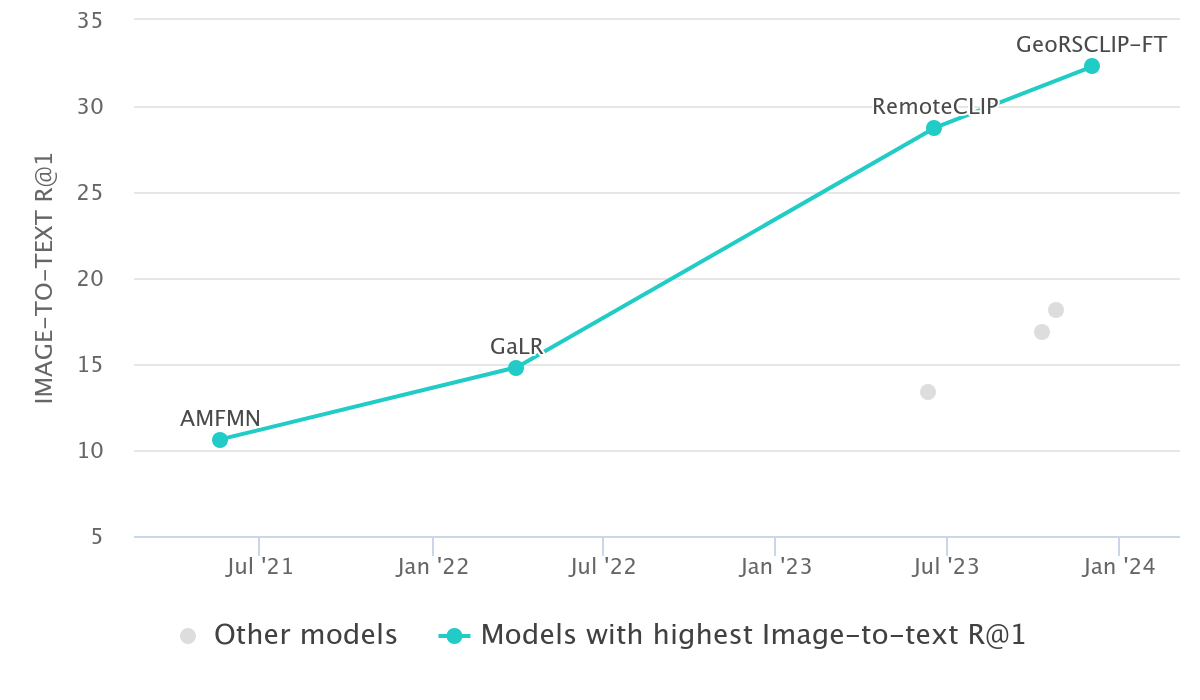 35
GeoRSCLIP-FT
30
RemoteCLIP
25
IMAGE-TO-TEXT R@1
20
GaLR
15
AMFMN
10
5
Jul '21
Jan '22
Jul '22
Jan '23
Jul '23
Jan '24
Other models
Models with highest Image-to-text R@1